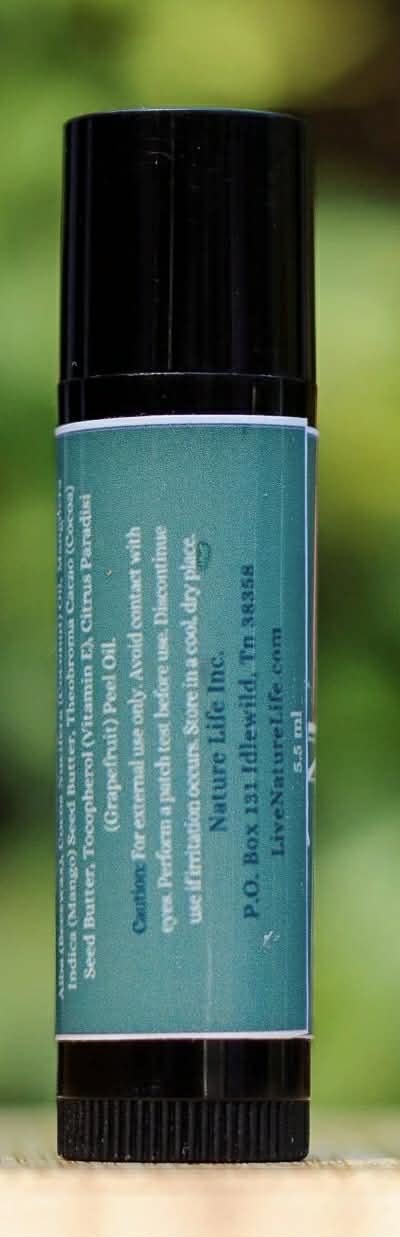 Alba (Beeswax), Cocos Nucifera (Coconut) Oil, Mangifera
Indica (Mango) Seed Butter, Theobroma Cacao (Cocoa)
Seed Butter, Tocopherol (Vitamin E), Citrus Paradisi
(Grapefruit) Peel Oil.
Caution: For external use only. Avoid contact with
eyes. Perform a patch test before use. Discontinue
use if irritation occurs. Store in a cool, dry place.
Nature Life Inc.
P.O. Box 131 Idlewild, Tn 38358
LiveNatureLife.com
5.5 ml